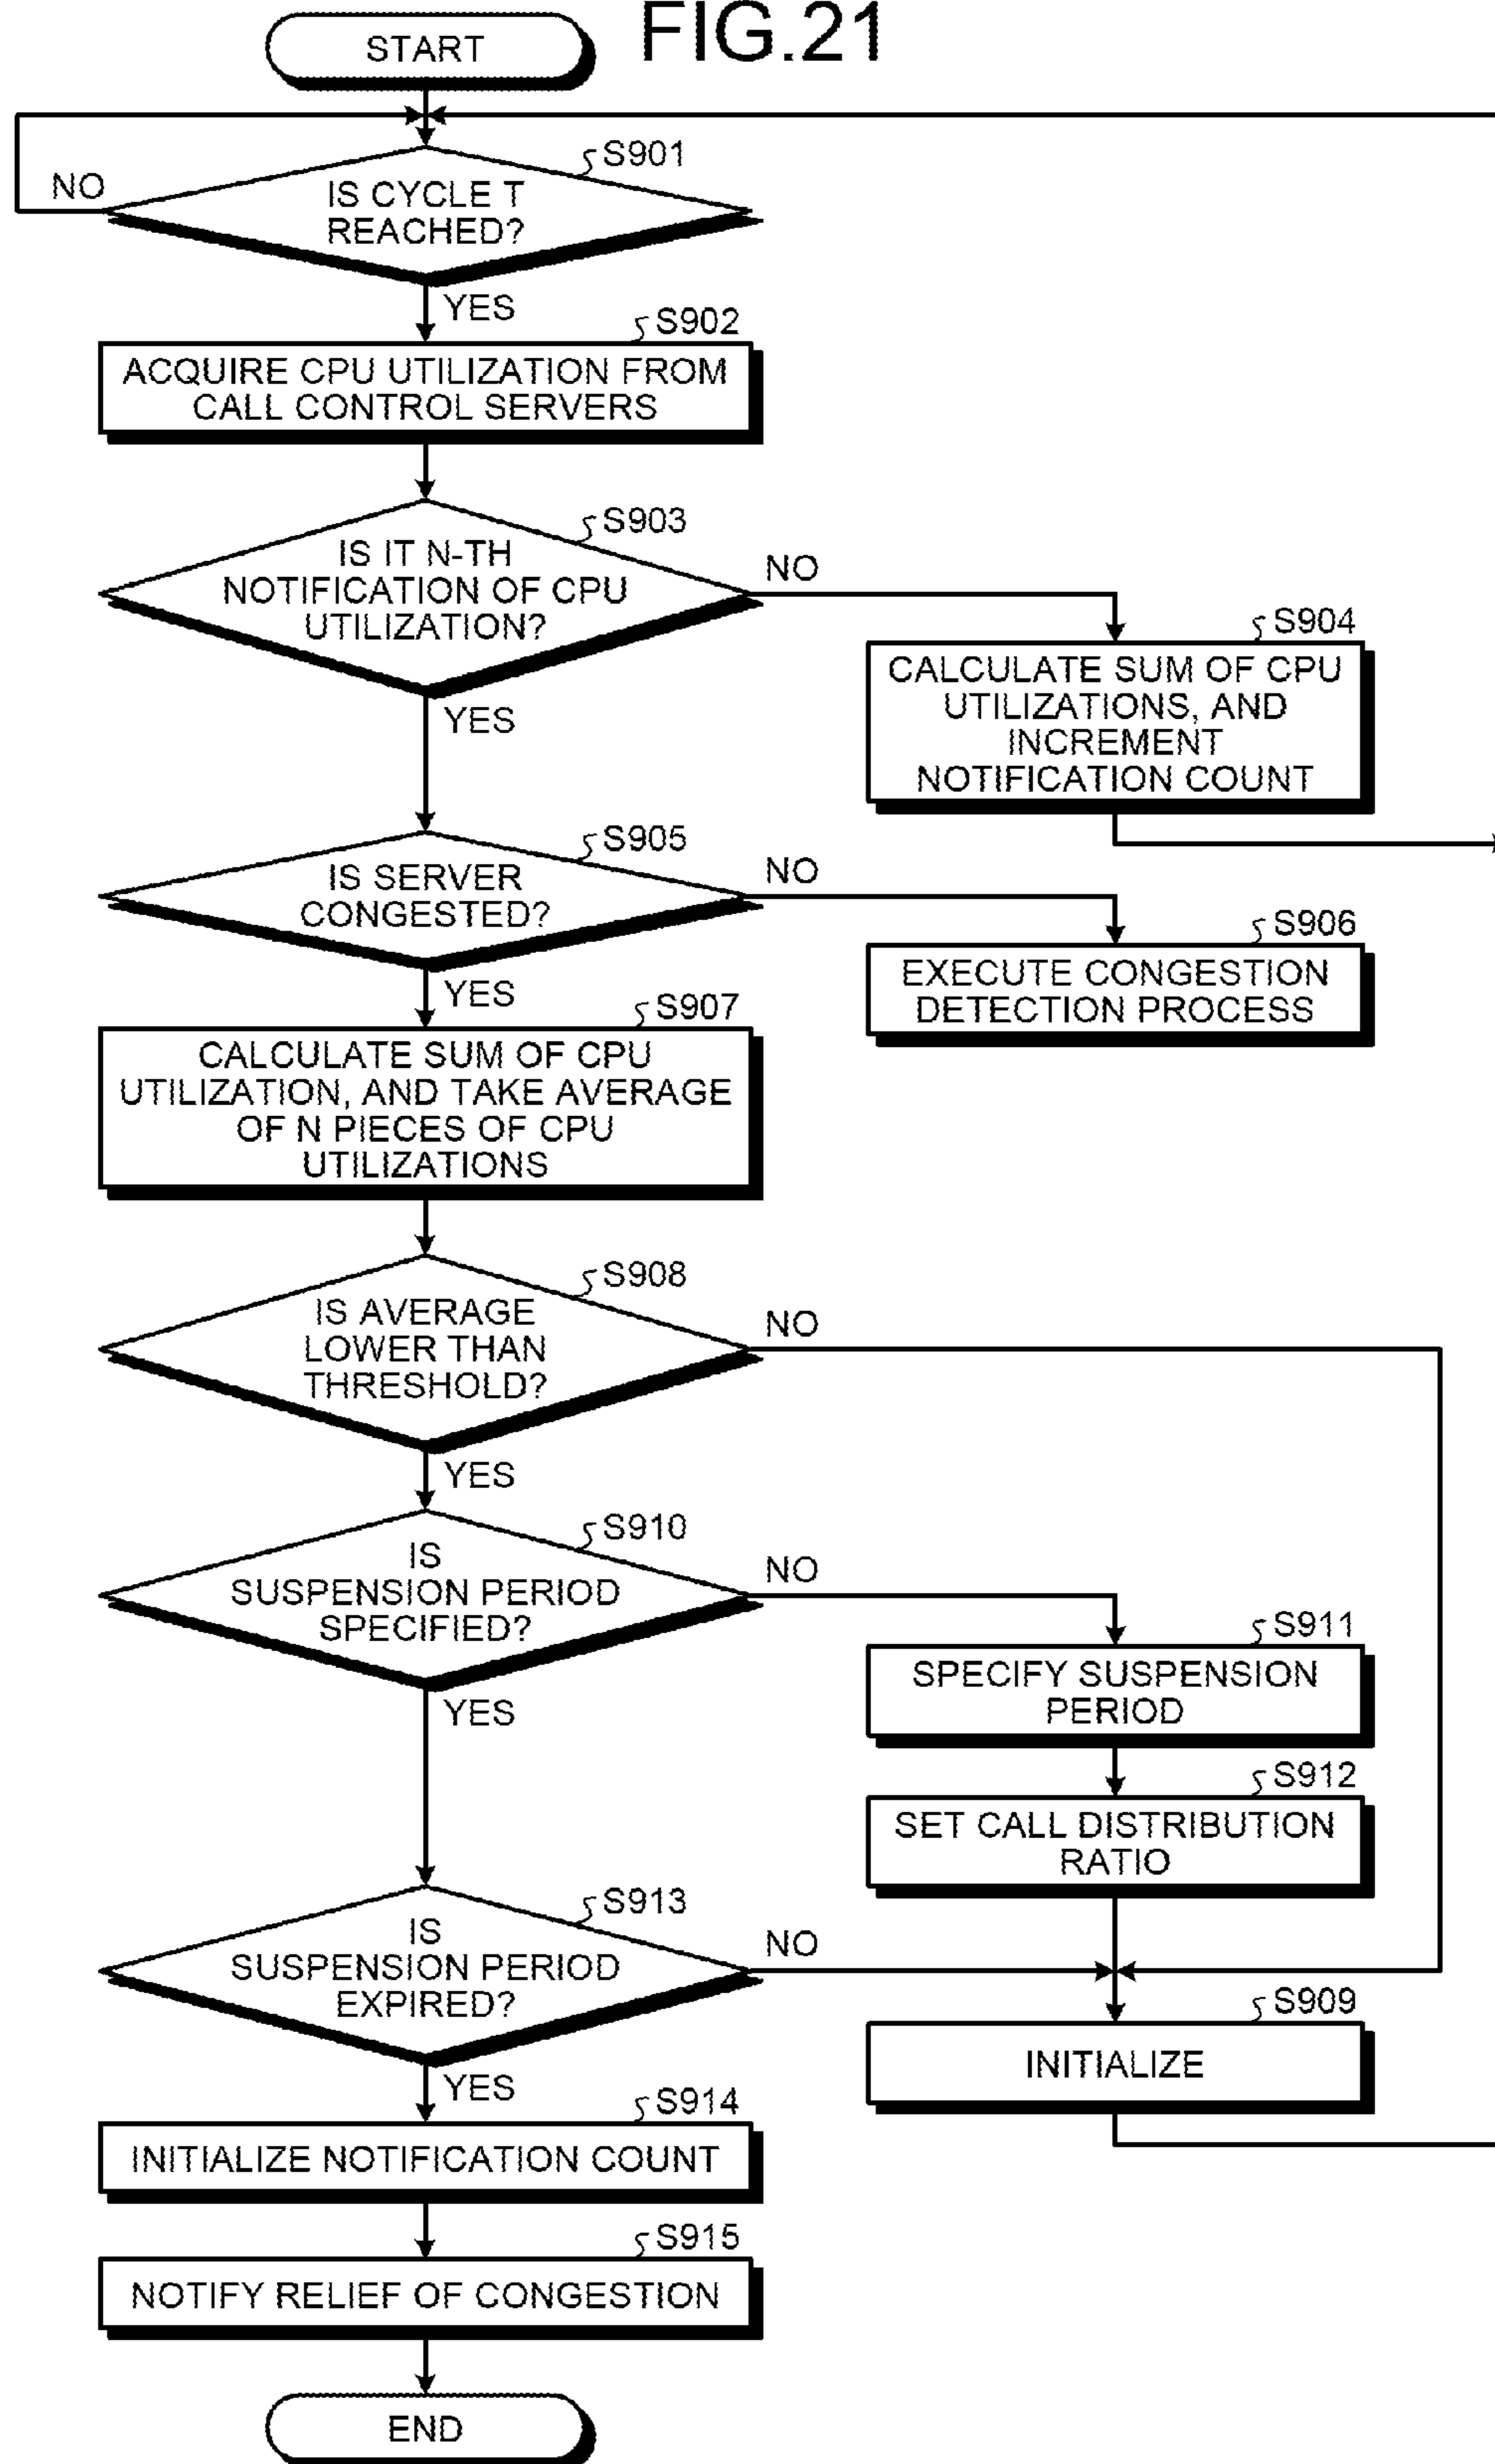 FIG.21
START
S901
NO
IS CYCLE T
REACHED?
YES
S902
ACQUIRE CPU UTILIZATION FROM
CALL CONTROL SERVERS
S903
IS IT N-TH
NOTIFICATION OF CPU
UTILIZATION?
NO
YES
S904
CALCULATE SUM OF CPU
UTILIZATIONS, AND
INCREMENT
NOTIFICATION COUNT
S905
IS SERVER
CONGESTED?
NO
YES
S906
EXECUTE CONGESTION
DETECTION PROCESS
S907
CALCULATE SUM OF CPU
UTILIZATION, AND TAKE AVERAGE
OF N PIECES OF CPU
UTILIZATIONS
S908
IS AVERAGE
LOWER THAN
THRESHOLD?
NO
YES
S910
IS
SUSPENSION PERIOD
SPECIFIED?
NO
YES
S911
SPECIFY SUSPENSION
PERIOD
S912
SET CALL DISTRIBUTION
RATIO
S913
IS
SUSPENSION PERIOD
EXPIRED?
NO
YES
S909
INITIALIZE
S914
INITIALIZE NOTIFICATION COUNT
S915
NOTIFY RELIEF OF CONGESTION
END